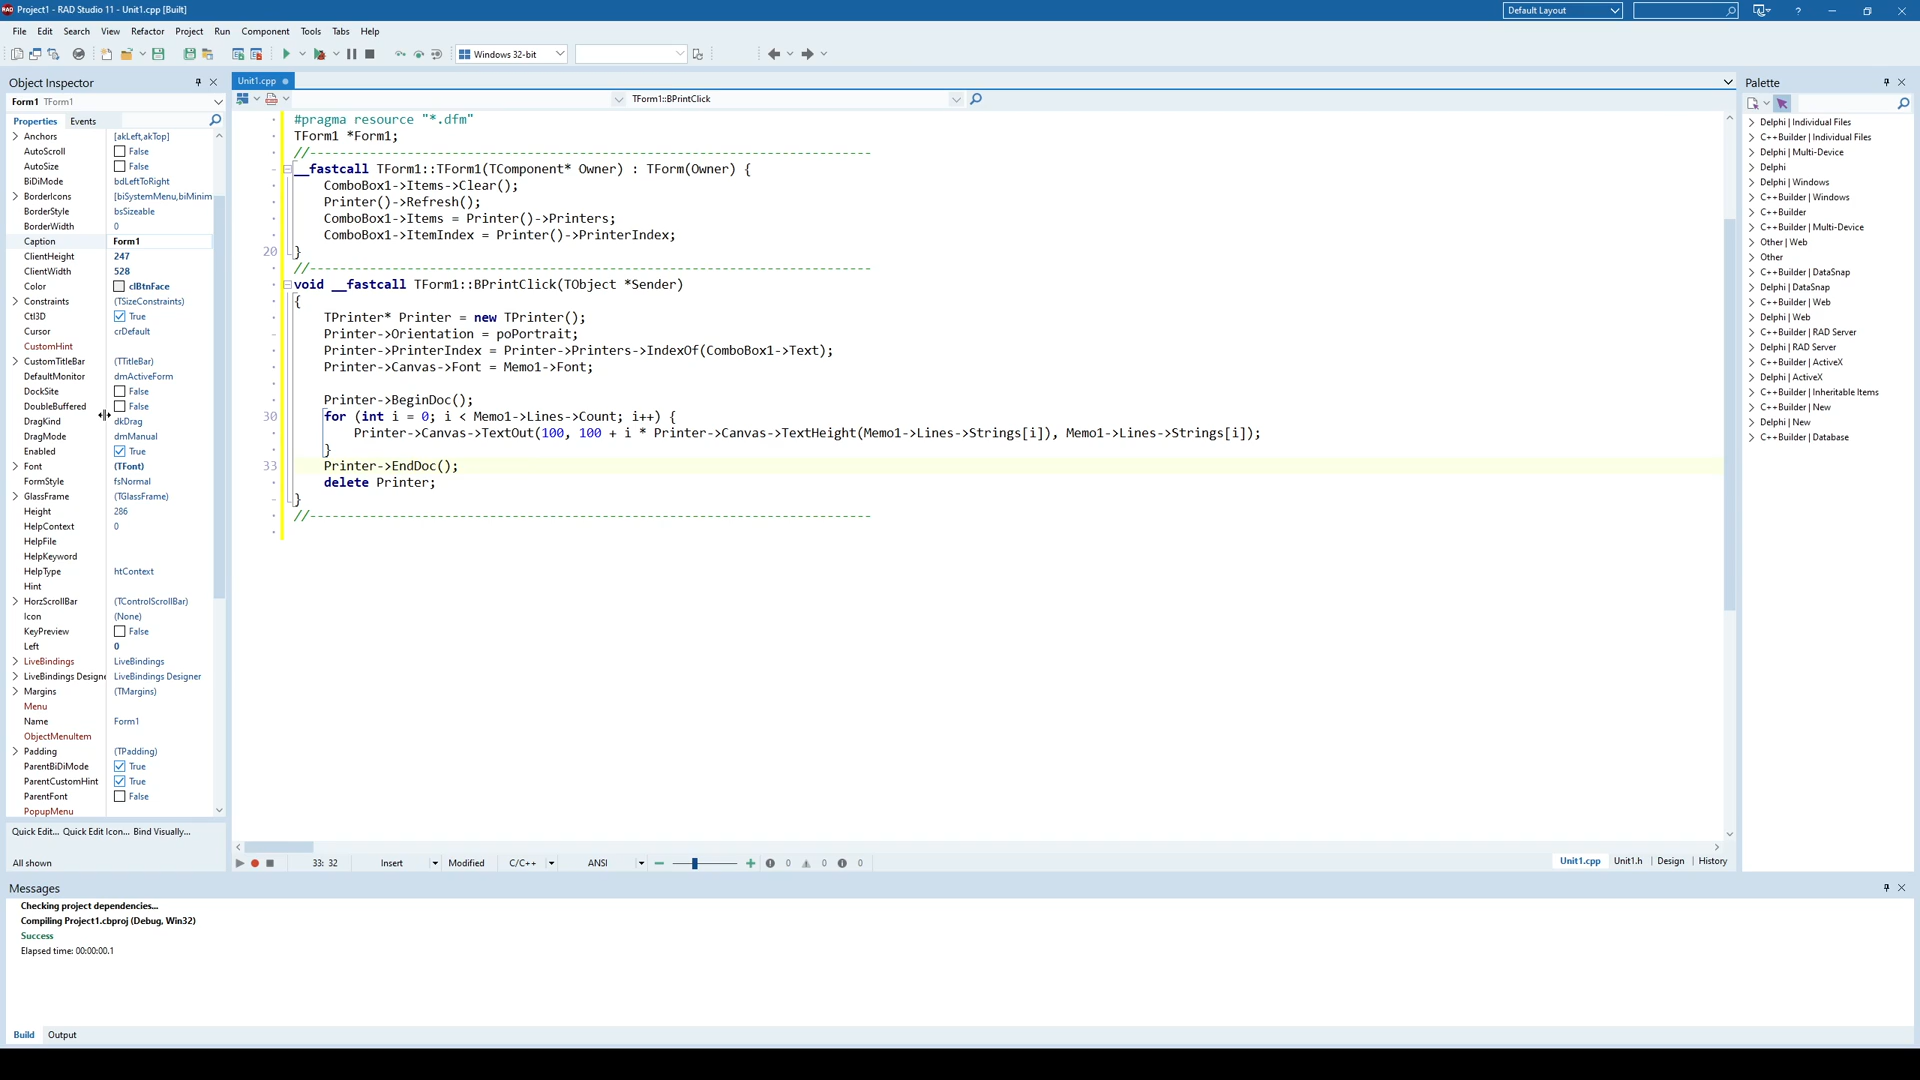 Project1 - RAD Studio 11 - Unit1.cpp [Built]
Default Layout
File Edit Search View Refactor Project Run Component Tools Tabs Help
Windows 32-bit
Object Inspector
Form1 TForm1
Properties Events
Anchors [akLeft,akTop]
AutoScroll False
AutoSize False
BiDiMode bdLeftToRight
BorderIcons [biSystemMenu,biMinim
BorderStyle bsSizeable
BorderWidth 0
Caption Form1
ClientHeight 247
ClientWidth 528
Color clBtnFace
Constraints (TSizeConstraints)
Ctl3D True
Cursor crDefault
CustomHint
CustomTitleBar (TTitleBar)
DefaultMonitor dmActiveForm
DockSite False
DoubleBuffered False
DragKind dkDrag
DragMode dmManual
Enabled True
Font (TFont)
FormStyle fsNormal
GlassFrame (TGlassFrame)
Height 286
HelpContext 0
HelpFile
HelpKeyword
HelpType htContext
Hint
HorzScrollBar (TControlScrollBar)
Icon (None)
KeyPreview False
Left 0
LiveBindings LiveBindings
LiveBindings Designe LiveBindings Designer
Margins (TMargins)
Menu
Name Form1
ObjectMenuItem
Padding (TPadding)
ParentBiDiMode True
ParentCustomHint True
ParentFont False
PopupMenu
Quick Edit... Quick Edit Icon... Bind Visually...
All shown
Unit1.cpp
TForm1::BPrintClick
#pragma resource "*.dfm"
TForm1 *Form1;
//---------------------------------------------------------------------------
__fastcall TForm1::TForm1(TComponent* Owner) : TForm(Owner) {
ComboBox1->Items->Clear();
Printer()->Refresh();
ComboBox1->Items = Printer()->Printers;
ComboBox1->ItemIndex = Printer()->PrinterIndex;
20 }
//---------------------------------------------------------------------------
void __fastcall TForm1::BPrintClick(TObject *Sender)
{
TPrinter* Printer = new TPrinter();
Printer->Orientation = poPortrait;
Printer->PrinterIndex = Printer->Printers->IndexOf(ComboBox1->Text);
Printer->Canvas->Font = Memo1->Font;
Printer->BeginDoc();
30 for (int i = 0; i < Memo1->Lines->Count; i++) {
Printer->Canvas->TextOut(100, 100 + i * Printer->Canvas->TextHeight(Memo1->Lines->Strings[i]), Memo1->Lines->Strings[i]);
}
33 Printer->EndDoc();
delete Printer;
}
//---------------------------------------------------------------------------
33: 32 Insert Modified C/C++ ANSI 0 0 0
Unit1.cpp Unit1.h Design History
Palette
Delphi | Individual Files
C++Builder | Individual Files
Delphi | Multi-Device
Delphi
Delphi | Windows
C++Builder | Windows
C++Builder
C++Builder | Multi-Device
Other | Web
Other
C++Builder | DataSnap
Delphi | DataSnap
C++Builder | Web
Delphi | Web
C++Builder | RAD Server
Delphi | RAD Server
C++Builder | ActiveX
Delphi | ActiveX
C++Builder | Inheritable Items
C++Builder | New
Delphi | New
C++Builder | Database
Messages
Checking project dependencies...
Compiling Project1.cbproj (Debug, Win32)
Success
Elapsed time: 00:00:00.1
Build Output